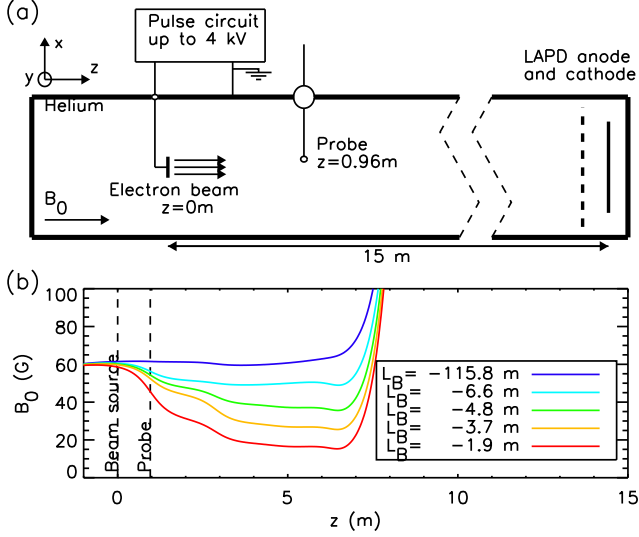 (a)
Pulse circuit
up to 4 kV
x
y
z
Helium
LAPD anode
and cathode
Probe
z=0.96m
Electron beam
z=0m
B0
15 m
(b)
100
80
60
40
20
0
B0 (G)
Beam source
Probe
LB= -115.8 m
LB= -6.6 m
LB= -4.8 m
LB= -3.7 m
LB= -1.9 m
0 5 10 15
z (m)